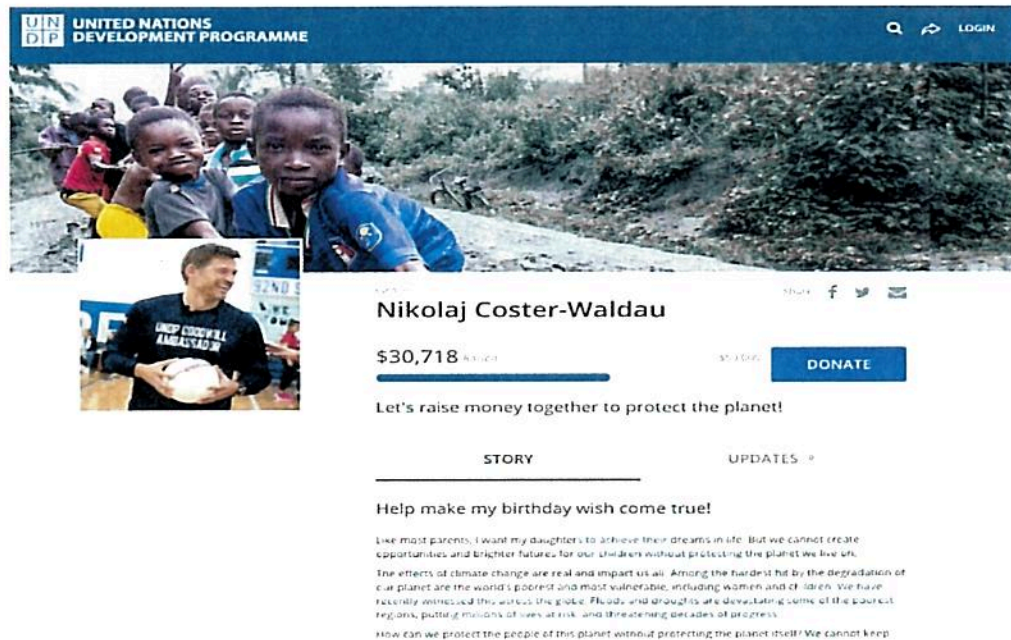 UN
DP
UNITED NATIONS
DEVELOPMENT PROGRAMME
LOGIN
UNDP GOODWILL
AMBASSADOR
92ND
WE
Share
Nikolaj Coster-Waldau
$30,718 Raised
DONATE
Let's raise money together to protect the planet!
STORY
UPDATES
Help make my birthday wish come true!
Like most parents, I want my daughters to achieve their dreams in life. But we cannot create
opportunities and brighter futures for our children without protecting the planet we live on.
The effects of climate change are real and impact us all. Among the hardest hit by the degradation of
our planet are the world's poorest and most vulnerable, including women and children. We have
recently witnessed this across the globe. Floods and droughts are devastating some of the poorest
regions, putting millions of lives at risk, and threatening decades of progress.
How can we protect the people of this planet without protecting the planet itself? We cannot keep